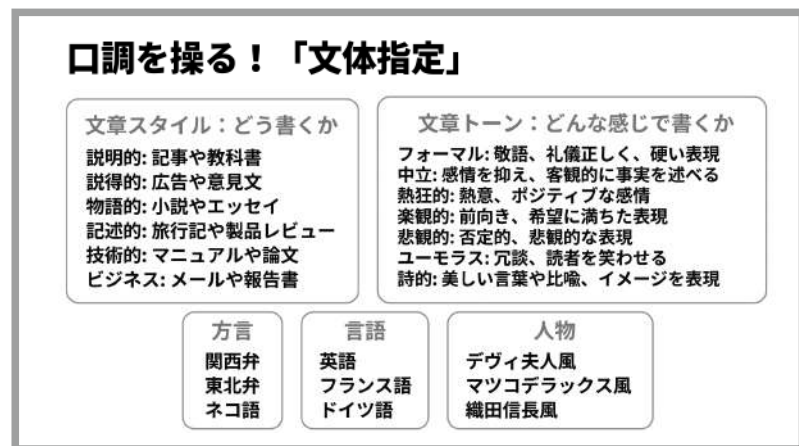 口調を操る！「文体指定」
文章スタイル：どう書くか
説明的: 記事や教科書
説得的: 広告や意見文
物語的: 小説やエッセイ
記述的: 旅行記や製品レビュー
技術的: マニュアルや論文
ビジネス: メールや報告書
文章トーン：どんな感じで書くか
フォーマル: 敬語、礼儀正しく、硬い表現
中立: 感情を抑え、客観的に事実を述べる
熱狂的: 熱意、ポジティブな感情
楽観的: 前向き、希望に満ちた表現
悲観的: 否定的、悲観的な表現
ユーモラス: 冗談、読者を笑わせる
詩的: 美しい言葉や比喩、イメージを表現
方言
関西弁
東北弁
ネコ語
言語
英語
フランス語
ドイツ語
人物
デヴィ夫人風
マツコデラックス風
織田信長風